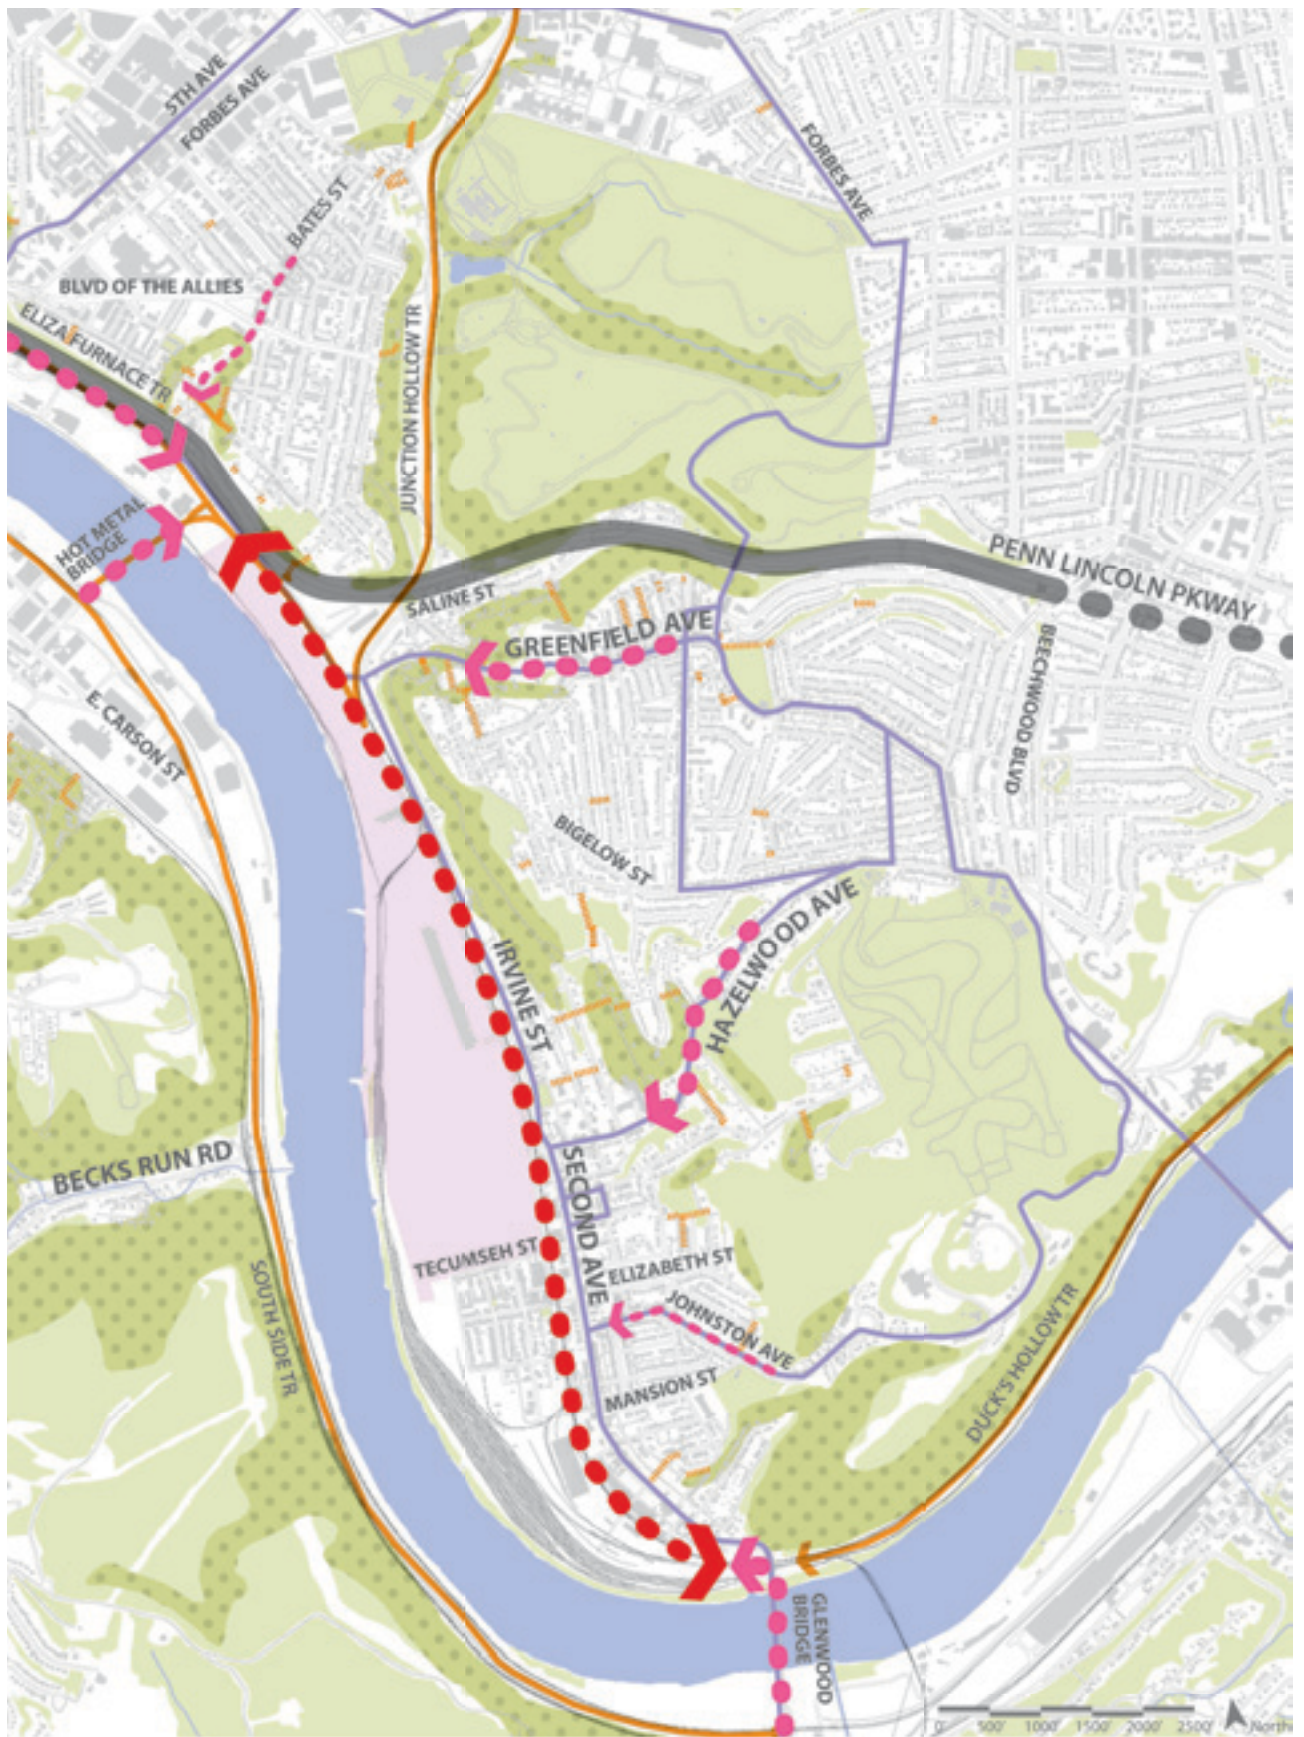 5TH AVE
FORBES AVE
FORBES AVE
BATES ST
BLVD OF THE ALLIES
ELIZA FURNACE TR
JUNCTION HOLLOW TR
HOT METAL
BRIDGE
PENN LINCOLN PKWAY
SALINE ST
GREENFIELD AVE
BEECHWOOD BLVD
E. CARSON ST
BIGELOW ST
HAZELWOOD AVE
IRVINE ST
BECKS RUN RD
SECOND AVE
TECUMSEH ST
ELIZABETH ST
JOHNSTON AVE
SOUTH SIDE TR
MANSION ST
DUCK'S HOLLOW TR
GLENWOOD
BRIDGE
0' 500' 1000' 1500' 2000' 2500' North